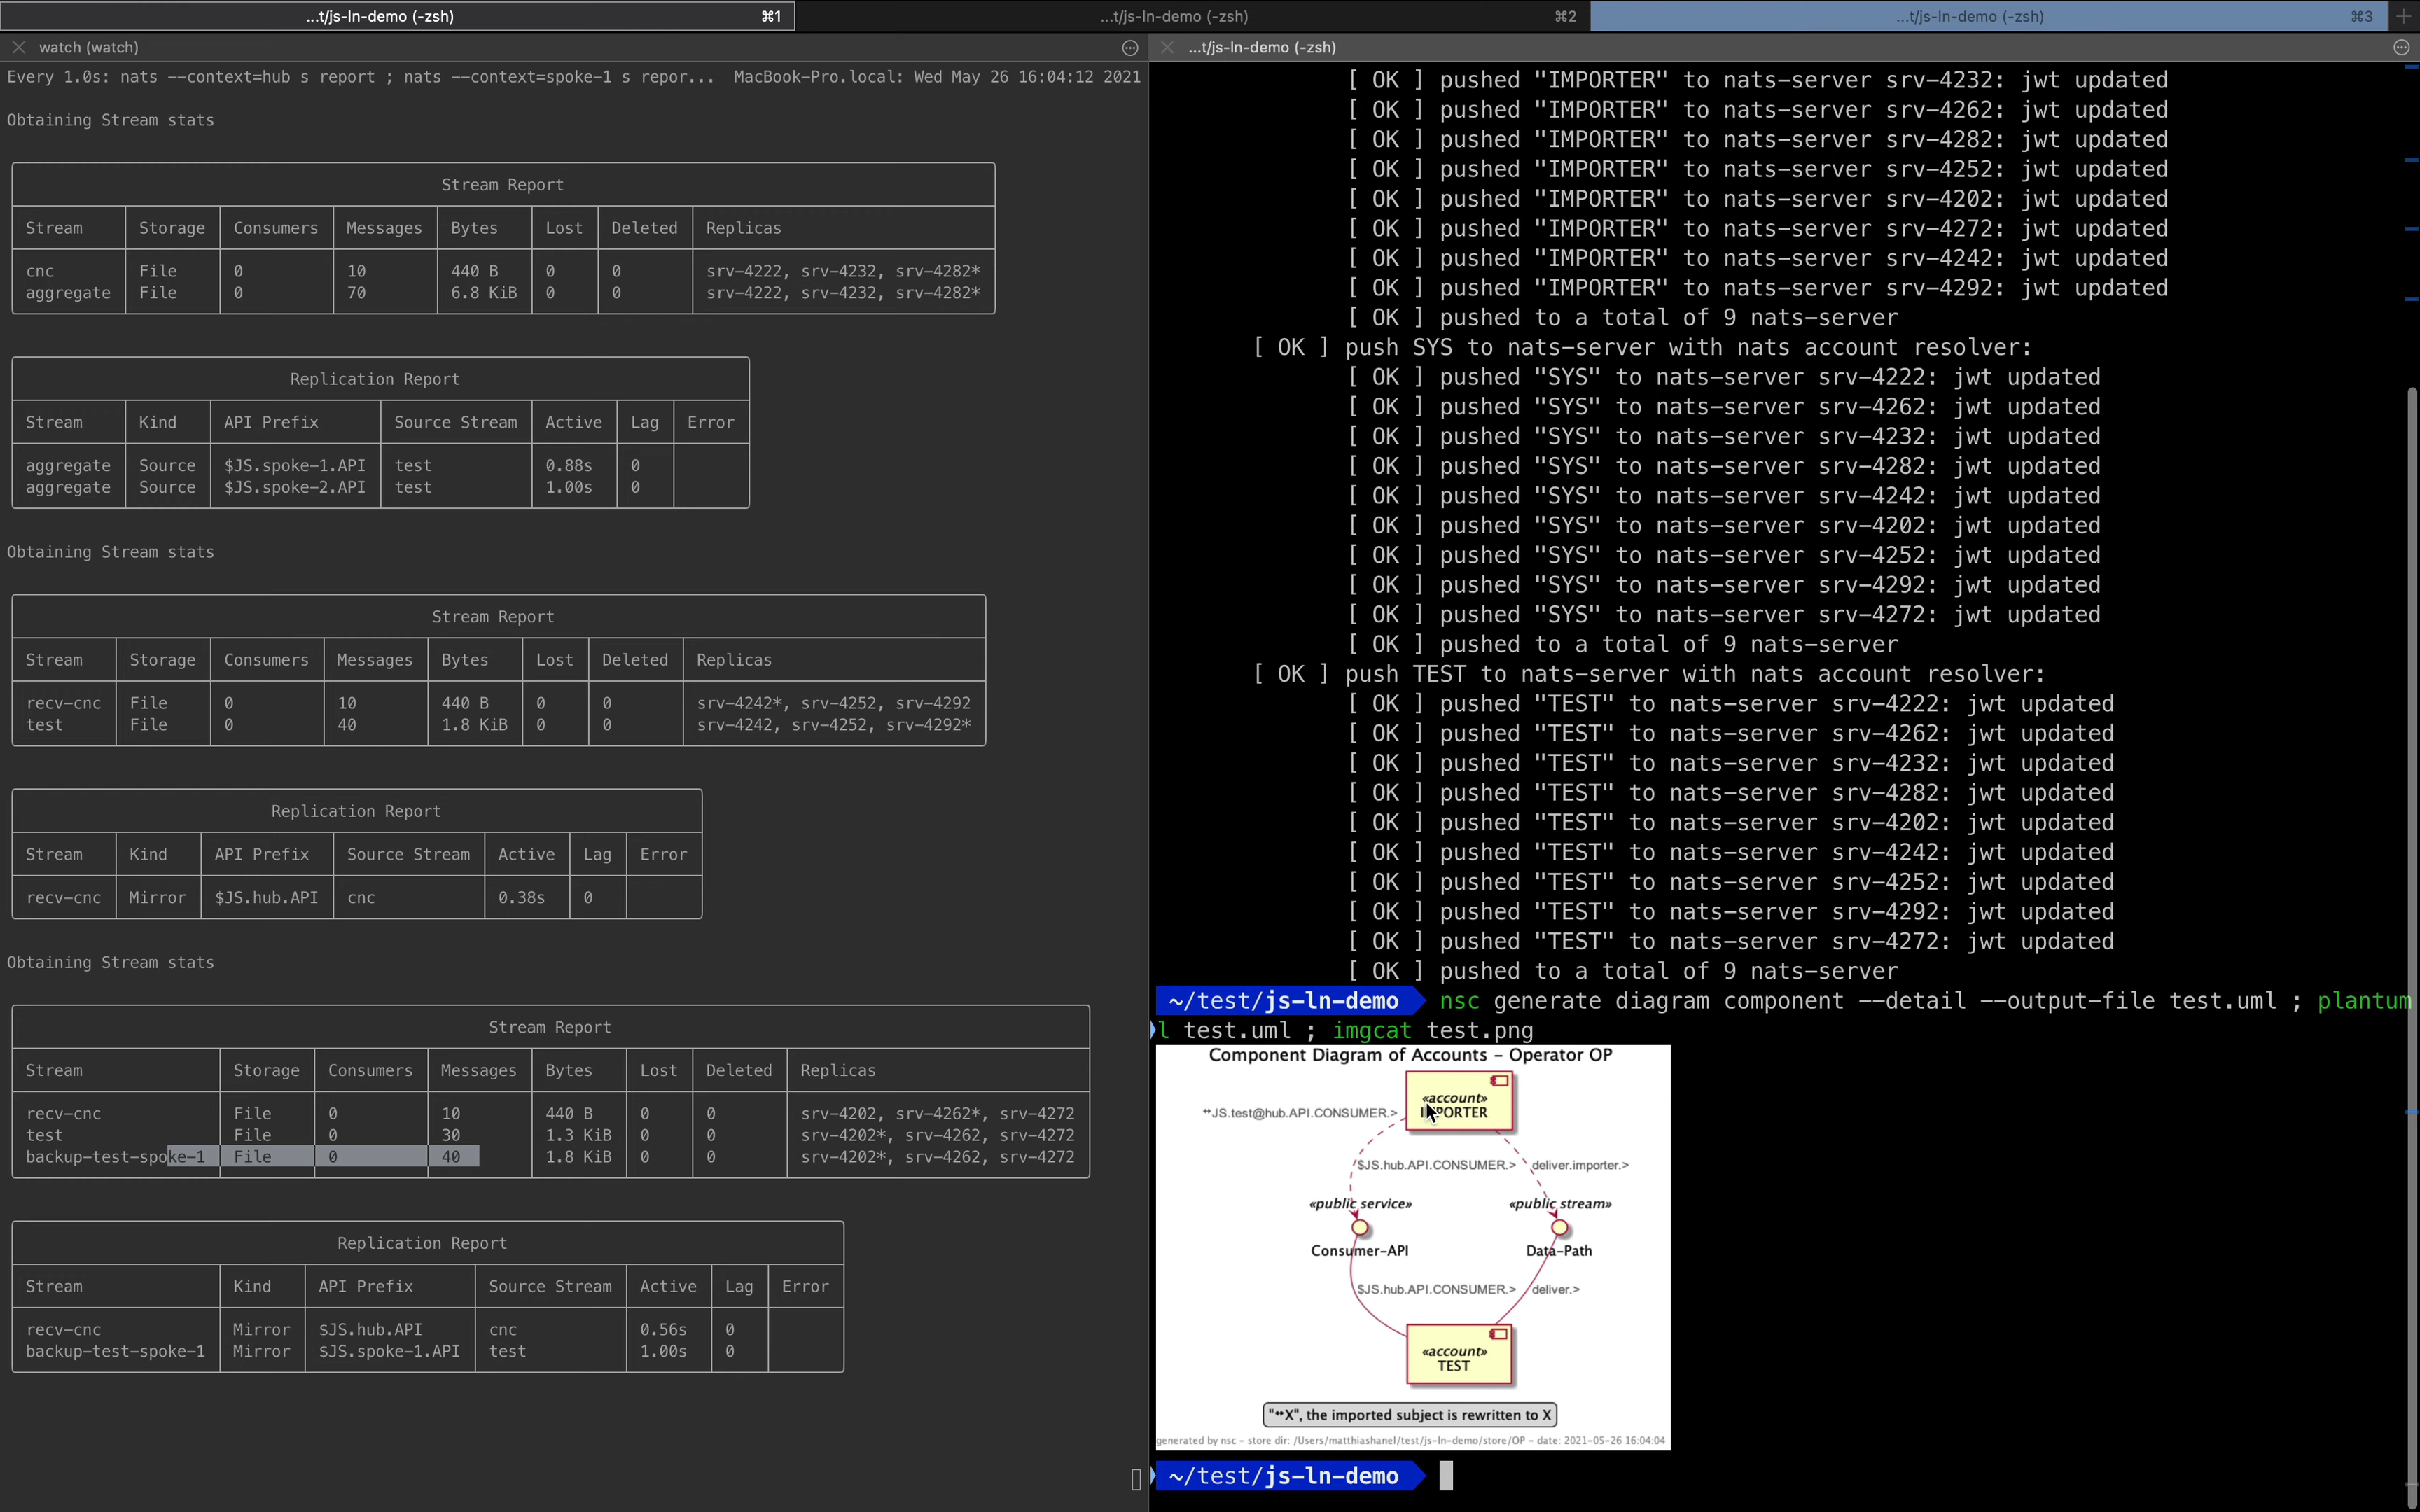 ...t/js-ln-demo (-zsh) ⌘1 ...t/js-ln-demo (-zsh) ⌘2 ...t/js-ln-demo (-zsh) ⌘3
watch (watch)
Every 1.0s: nats --context=hub s report ; nats --context=spoke-1 s repor... MacBook-Pro.local: Wed May 26 16:04:12 2021
Obtaining Stream stats
Stream Report
Stream Storage Consumers Messages Bytes Lost Deleted Replicas
cnc File 0 10 440 B 0 0 srv-4222, srv-4232, srv-4282*
aggregate File 0 70 6.8 KiB 0 0 srv-4222, srv-4232, srv-4282*
Replication Report
Stream Kind API Prefix Source Stream Active Lag Error
aggregate Source $JS.spoke-1.API test 0.88s 0
aggregate Source $JS.spoke-2.API test 1.00s 0
Obtaining Stream stats
Stream Report
Stream Storage Consumers Messages Bytes Lost Deleted Replicas
recv-cnc File 0 10 440 B 0 0 srv-4242*, srv-4252, srv-4292
test File 0 40 1.8 KiB 0 0 srv-4242, srv-4252, srv-4292*
Replication Report
Stream Kind API Prefix Source Stream Active Lag Error
recv-cnc Mirror $JS.hub.API cnc 0.38s 0
Obtaining Stream stats
Stream Report
Stream Storage Consumers Messages Bytes Lost Deleted Replicas
recv-cnc File 0 10 440 B 0 0 srv-4202, srv-4262*, srv-4272
test File 0 30 1.3 KiB 0 0 srv-4202*, srv-4262, srv-4272
backup-test-spoke-1 File 0 40 1.8 KiB 0 0 srv-4202*, srv-4262, srv-4272
Replication Report
Stream Kind API Prefix Source Stream Active Lag Error
recv-cnc Mirror $JS.hub.API cnc 0.56s 0
backup-test-spoke-1 Mirror $JS.spoke-1.API test 1.00s 0
...t/js-ln-demo (-zsh)
[ OK ] pushed "IMPORTER" to nats-server srv-4232: jwt updated
[ OK ] pushed "IMPORTER" to nats-server srv-4262: jwt updated
[ OK ] pushed "IMPORTER" to nats-server srv-4282: jwt updated
[ OK ] pushed "IMPORTER" to nats-server srv-4252: jwt updated
[ OK ] pushed "IMPORTER" to nats-server srv-4202: jwt updated
[ OK ] pushed "IMPORTER" to nats-server srv-4272: jwt updated
[ OK ] pushed "IMPORTER" to nats-server srv-4242: jwt updated
[ OK ] pushed "IMPORTER" to nats-server srv-4292: jwt updated
[ OK ] pushed to a total of 9 nats-server
[ OK ] push SYS to nats-server with nats account resolver:
[ OK ] pushed "SYS" to nats-server srv-4222: jwt updated
[ OK ] pushed "SYS" to nats-server srv-4262: jwt updated
[ OK ] pushed "SYS" to nats-server srv-4232: jwt updated
[ OK ] pushed "SYS" to nats-server srv-4282: jwt updated
[ OK ] pushed "SYS" to nats-server srv-4242: jwt updated
[ OK ] pushed "SYS" to nats-server srv-4202: jwt updated
[ OK ] pushed "SYS" to nats-server srv-4252: jwt updated
[ OK ] pushed "SYS" to nats-server srv-4292: jwt updated
[ OK ] pushed "SYS" to nats-server srv-4272: jwt updated
[ OK ] pushed to a total of 9 nats-server
[ OK ] push TEST to nats-server with nats account resolver:
[ OK ] pushed "TEST" to nats-server srv-4222: jwt updated
[ OK ] pushed "TEST" to nats-server srv-4262: jwt updated
[ OK ] pushed "TEST" to nats-server srv-4232: jwt updated
[ OK ] pushed "TEST" to nats-server srv-4282: jwt updated
[ OK ] pushed "TEST" to nats-server srv-4202: jwt updated
[ OK ] pushed "TEST" to nats-server srv-4242: jwt updated
[ OK ] pushed "TEST" to nats-server srv-4252: jwt updated
[ OK ] pushed "TEST" to nats-server srv-4292: jwt updated
[ OK ] pushed "TEST" to nats-server srv-4272: jwt updated
[ OK ] pushed to a total of 9 nats-server
~/test/js-ln-demo nsc generate diagram component --detail --output-file test.uml ; plantum
l test.uml ; imgcat test.png
Component Diagram of Accounts - Operator OP
«account»
IMPORTER
↔JS.test@hub.API.CONSUMER.>
$JS.hub.API.CONSUMER.> deliver.importer.>
«public service» «public stream»
Consumer-API Data-Path
$JS.hub.API.CONSUMER.> deliver.>
«account»
TEST
"↔X", the imported subject is rewritten to X
generated by nsc - store dir: /Users/matthiashanel/test/js-ln-demo/store/OP - date: 2021-05-26 16:04:04
~/test/js-ln-demo